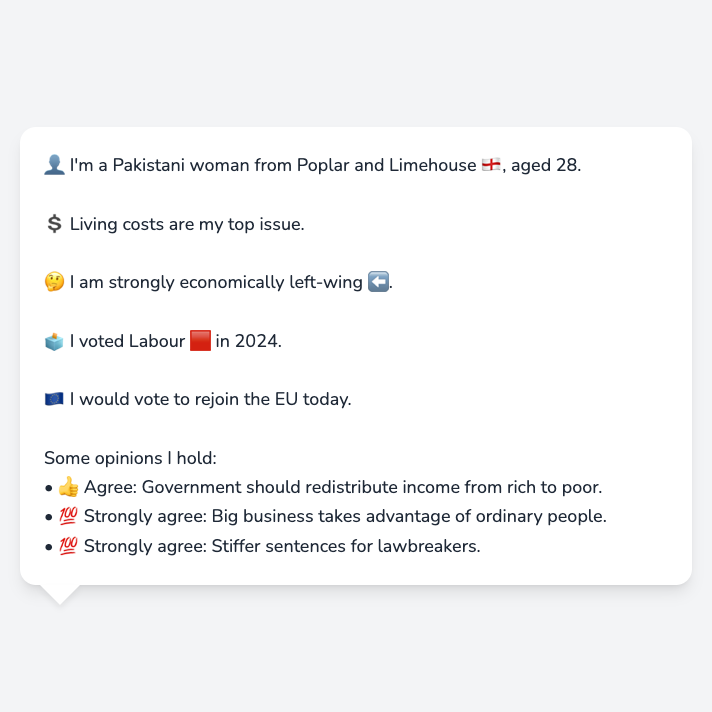 👤 I'm a Pakistani woman from Poplar and Limehouse 🏴󠁧󠁢󠁥󠁮󠁧󠁿, aged 28.
💲 Living costs are my top issue.
🤔 I am strongly economically left-wing ⬅️.
🗳️ I voted Labour 🟥 in 2024.
🇪🇺 I would vote to rejoin the EU today.
Some opinions I hold:
• 👍 Agree: Government should redistribute income from rich to poor.
• 💯 Strongly agree: Big business takes advantage of ordinary people.
• 💯 Strongly agree: Stiffer sentences for lawbreakers.